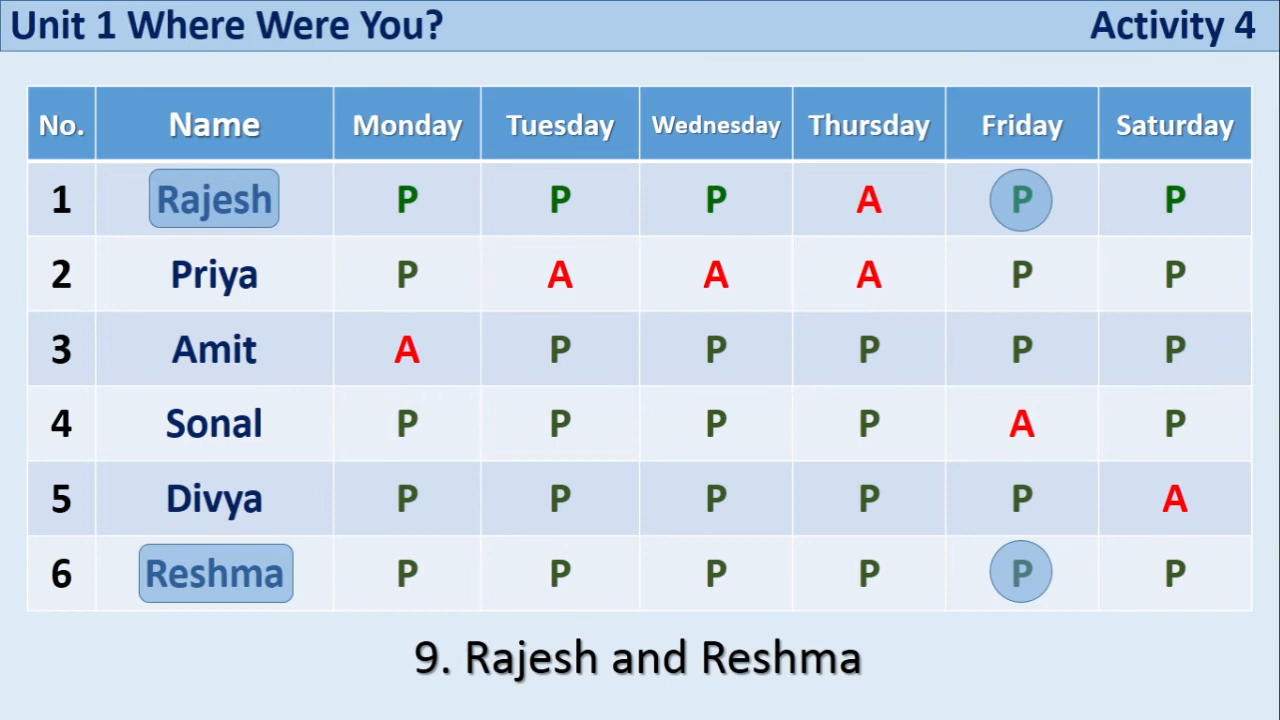 Unit 1 Where Were You? Activity 4
No. Name Monday Tuesday Wednesday Thursday Friday Saturday
1 Rajesh P P P A P P
2 Priya P A A A P P
3 Amit A P P P P P
4 Sonal P P P P A P
5 Divya P P P P P A
6 Reshma P P P P P P
9. Rajesh and Reshma